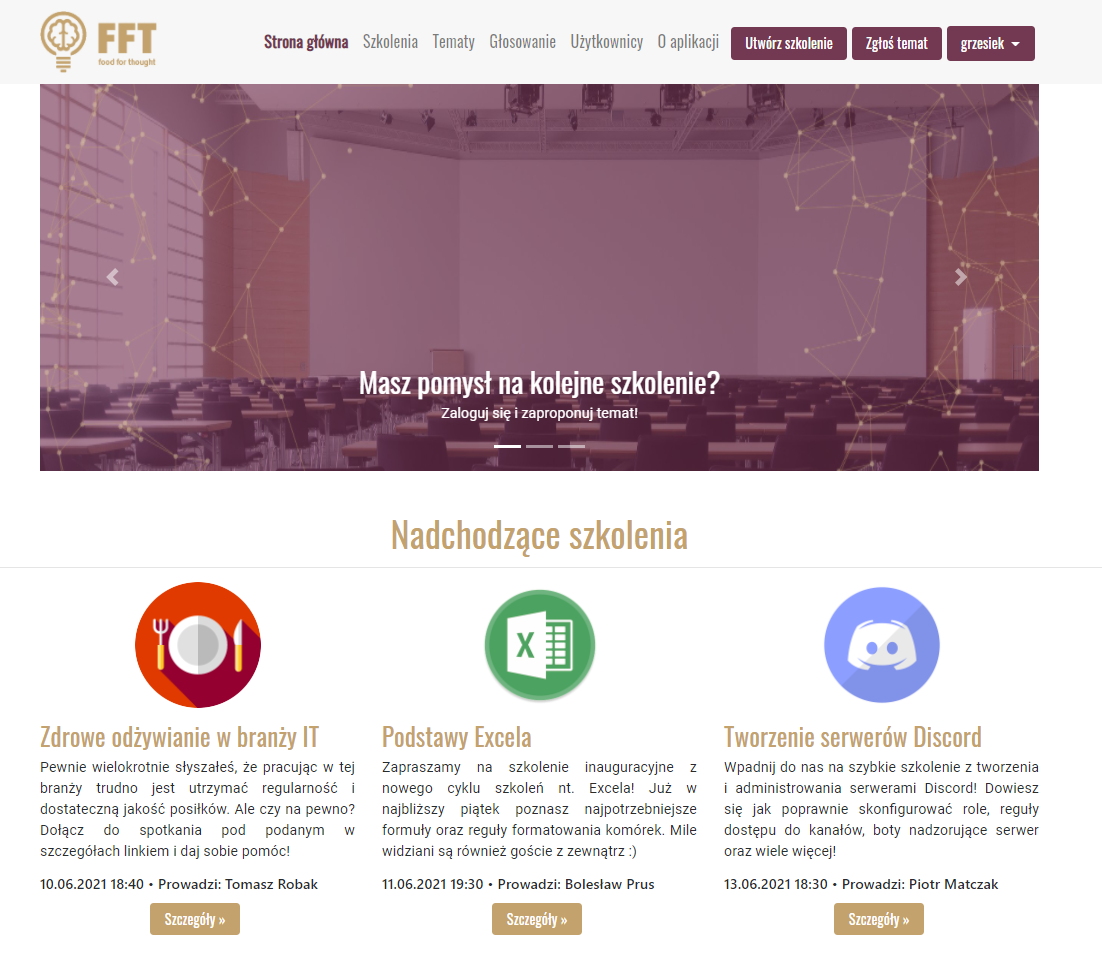 FFT
food for thought
Strona główna Szkolenia Tematy Głosowanie Użytkownicy O aplikacji Utwórz szkolenie Zgłoś temat grzesiek
Masz pomysł na kolejne szkolenie?
Zaloguj się i zaproponuj temat!
Nadchodzące szkolenia
X
Zdrowe odżywianie w branży IT
Pewnie wielokrotnie słyszałeś, że pracując w tej
branży trudno jest utrzymać regularność i
dostateczną jakość posiłków. Ale czy na pewno?
Dołącz do spotkania pod podanym w
szczegółach linkiem i daj sobie pomóc!
10.06.2021 18:40 • Prowadzi: Tomasz Robak
Szczegóły »
Podstawy Excela
Zapraszamy na szkolenie inauguracyjne z
nowego cyklu szkoleń nt. Excela! Już w
najbliższy piątek poznasz najpotrzebniejsze
formuły oraz reguły formatowania komórek. Mile
widziani są również goście z zewnątrz :)
11.06.2021 19:30 • Prowadzi: Bolesław Prus
Szczegóły »
Tworzenie serwerów Discord
Wpadnij do nas na szybkie szkolenie z tworzenia
i administrowania serwerami Discord! Dowiesz
się jak poprawnie skonfigurować role, reguły
dostępu do kanałów, boty nadzorujące serwer
oraz wiele więcej!
13.06.2021 18:30 • Prowadzi: Piotr Matczak
Szczegóły »